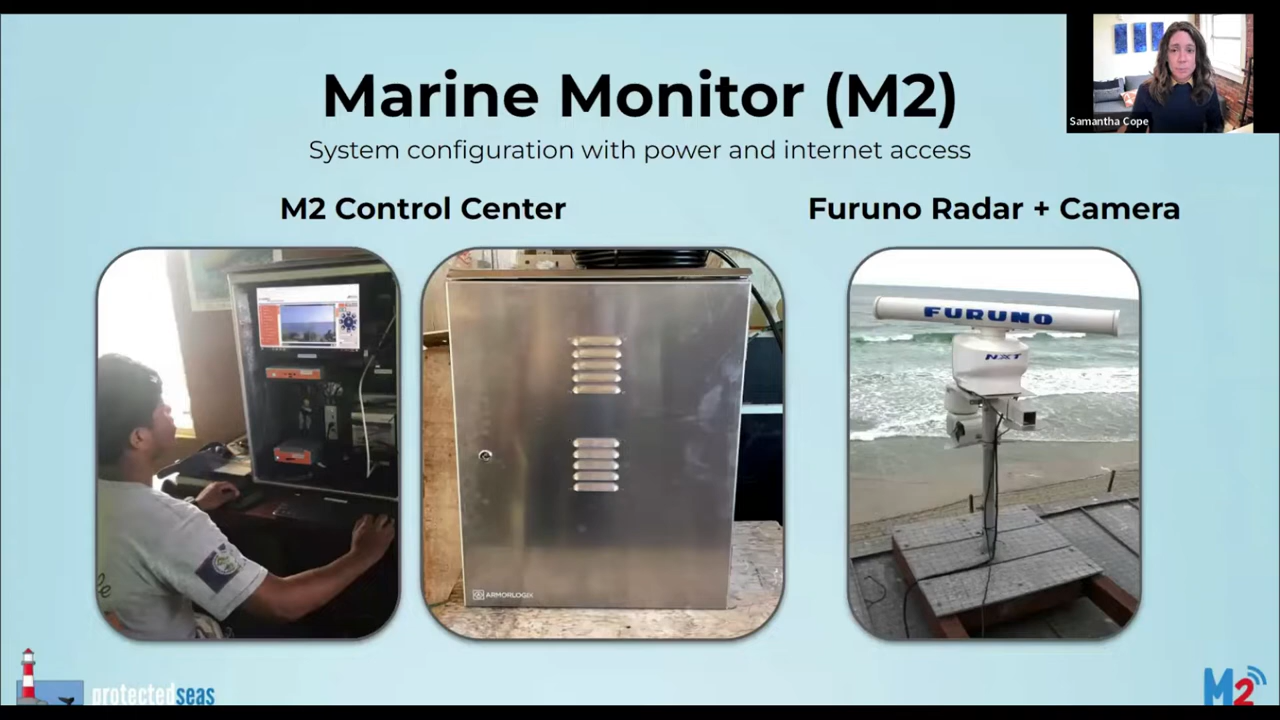 Marine Monitor (M2)
System configuration with power and internet access
Samantha Cope
M2 Control Center
Furuno Radar + Camera
FURUNO
NXT
ARMORLOGIX
protectedseas
M2